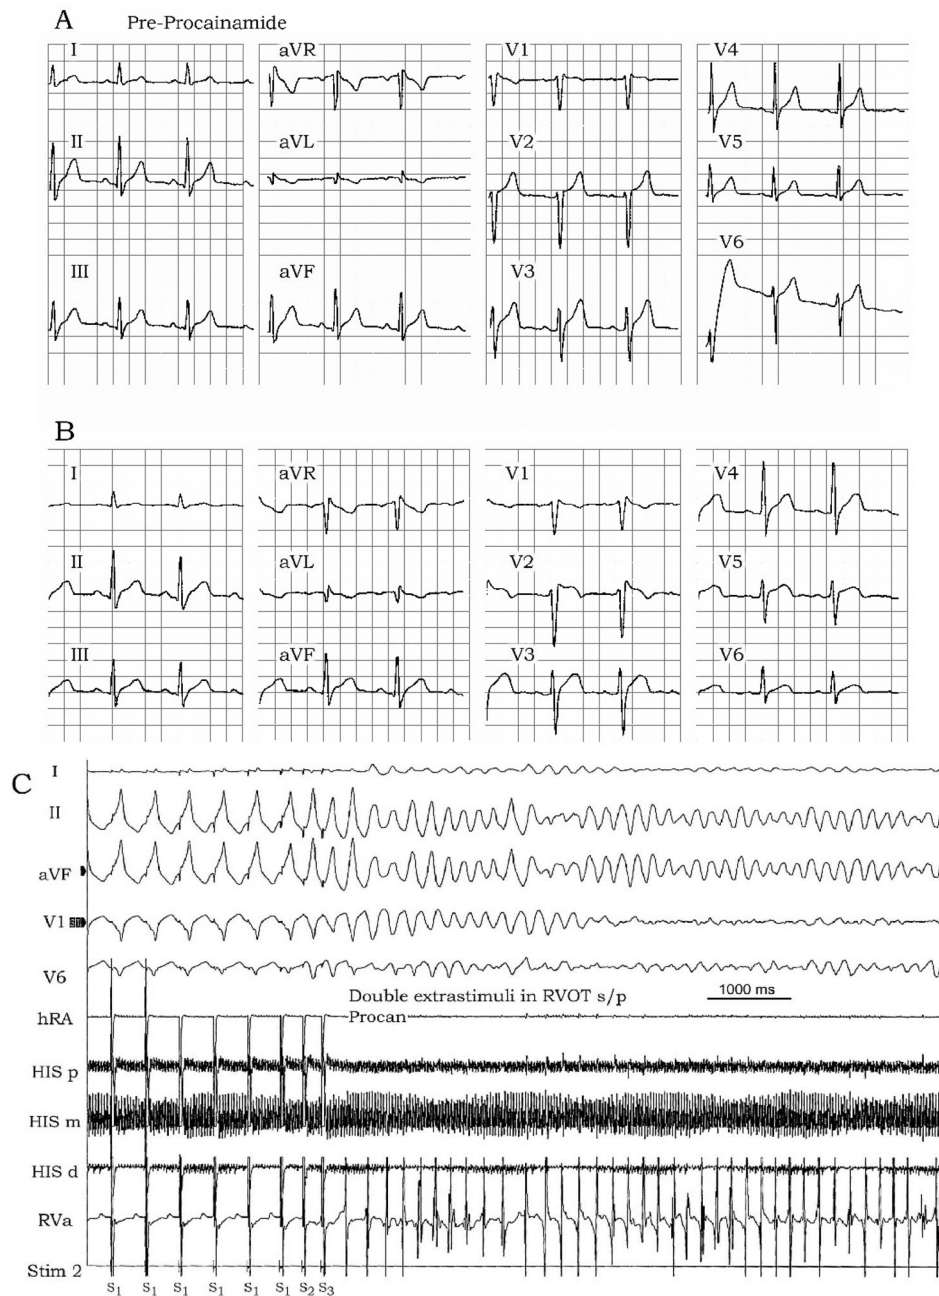 A Pre-Procainamide
I aVR V1 V4
II aVL V2 V5
III aVF V3 V6
B
I aVR V1 V4
II aVL V2 V5
III aVF V3 V6
C
I
II
aVF
V1
V6
1000 ms
Double extrastimuli in RVOT s/p
Procan
hRA
HIS p
HIS m
HIS d
RVa
Stim 2
S1 S1 S1 S1 S1 S1 S2 S3